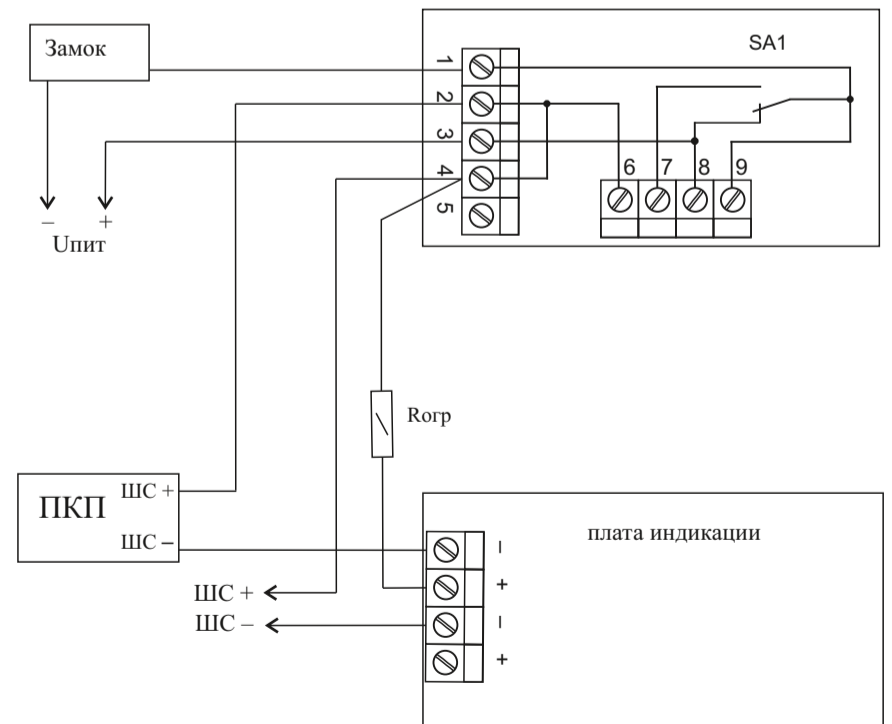 Замок
SA1
1
2
3
4
5
6 7 8 9
– +
Uпит
Rогр
ПКП
ШС +
ШС –
плата индикации
–
+
–
+
ШС +
ШС –